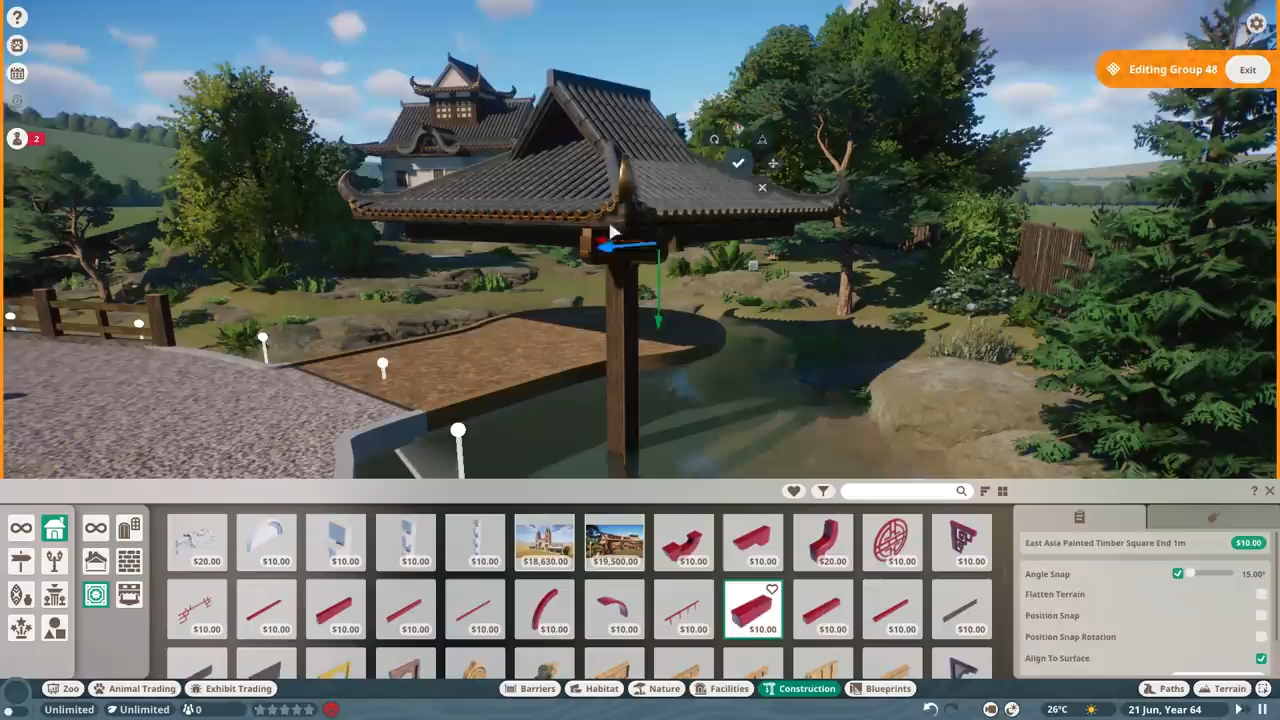 ?
Editing Group 48
Exit
2
? 
$20.00
$10.00
$10.00
$10.00
$10.00
$18,630.00
$19,500.00
$10.00
$10.00
$20.00
$10.00
$10.00
$10.00
$10.00
$10.00
$10.00
$10.00
$10.00
$10.00
$10.00
$10.00
$10.00
$10.00
$10.00
East Asia Painted Timber Square End 1m
$10.00
Angle Snap
15.00°
Flatten Terrain
Position Snap
Position Snap Rotation
Align To Surface
Zoo
Animal Trading
Exhibit Trading
Barriers
Habitat
Nature
Facilities
Construction
Blueprints
Paths
Terrain
Unlimited
Unlimited
0
26°C
21 Jun, Year 64